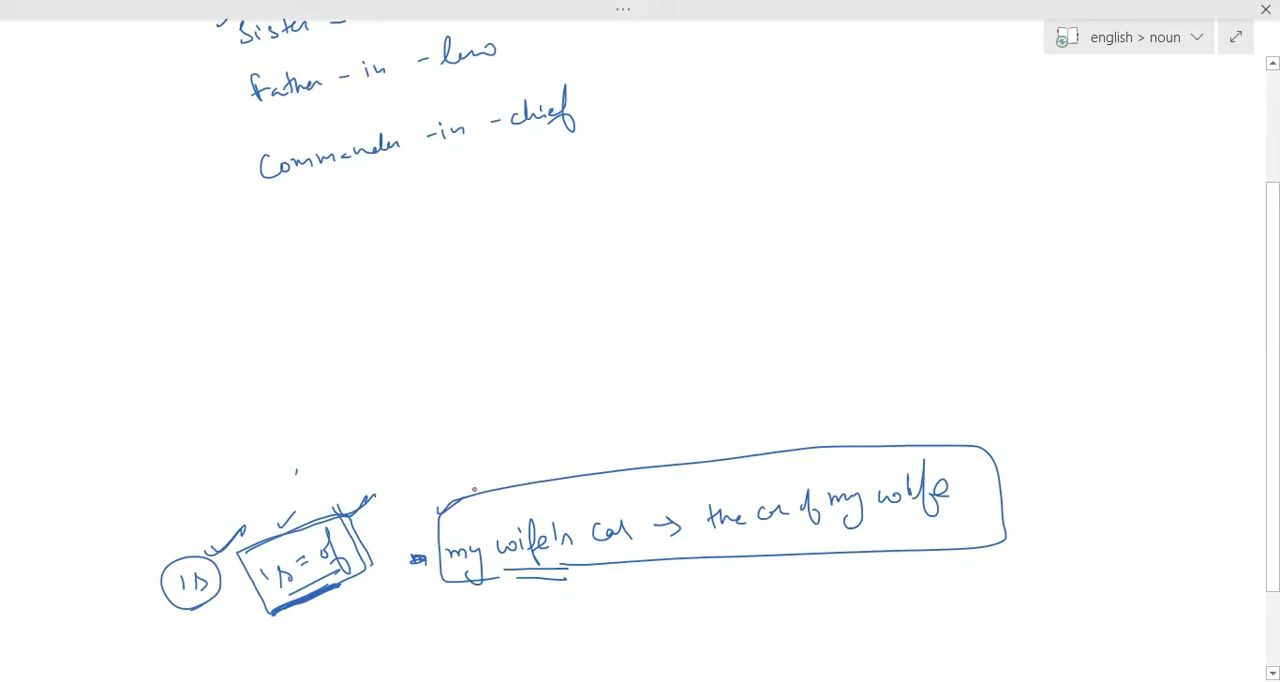 ...
english > noun
Sister -
Father - in - law
Commander - in - chief
's
's = of
my wife's car → the car of my wife